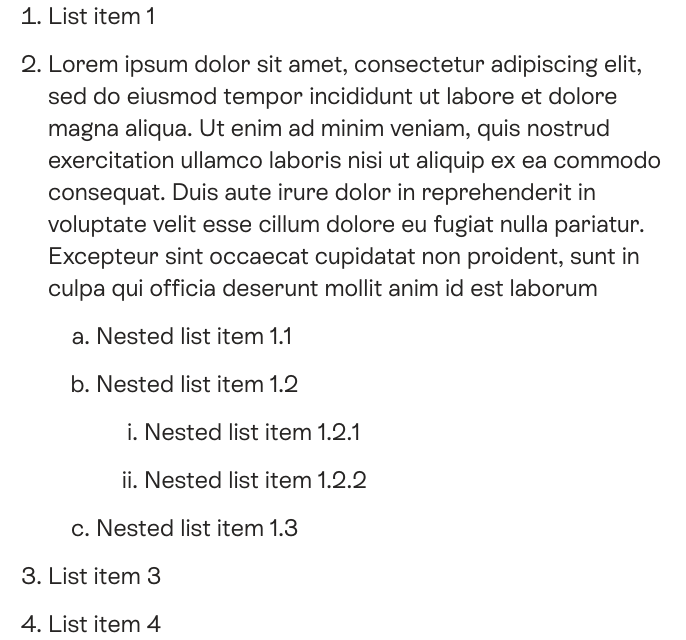 1. List item 1
2. Lorem ipsum dolor sit amet, consectetur adipiscing elit,
sed do eiusmod tempor incididunt ut labore et dolore
magna aliqua. Ut enim ad minim veniam, quis nostrud
exercitation ullamco laboris nisi ut aliquip ex ea commodo
consequat. Duis aute irure dolor in reprehenderit in
voluptate velit esse cillum dolore eu fugiat nulla pariatur.
Excepteur sint occaecat cupidatat non proident, sunt in
culpa qui officia deserunt mollit anim id est laborum
a. Nested list item 1.1
b. Nested list item 1.2
i. Nested list item 1.2.1
ii. Nested list item 1.2.2
c. Nested list item 1.3
3. List item 3
4. List item 4